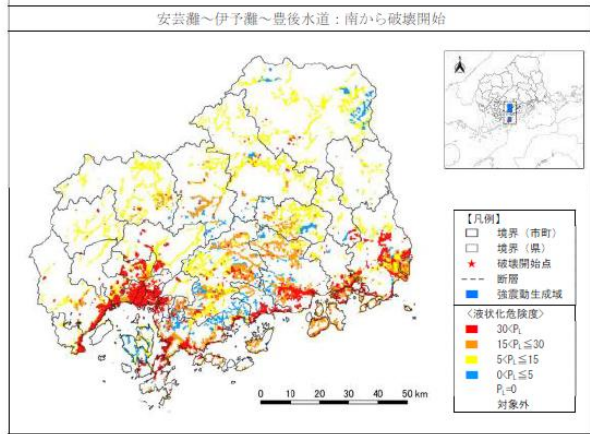 安芸灘～伊予灘～豊後水道：南から破壊開始
【凡例】
境界（市町）
境界（県）
破壊開始点
断層
強震動生成域
＜液状化危険度＞
30<PL
15<PL≦30
5<PL≦15
0<PL≦5
PL=0
対象外
0 10 20 30 40 50 km